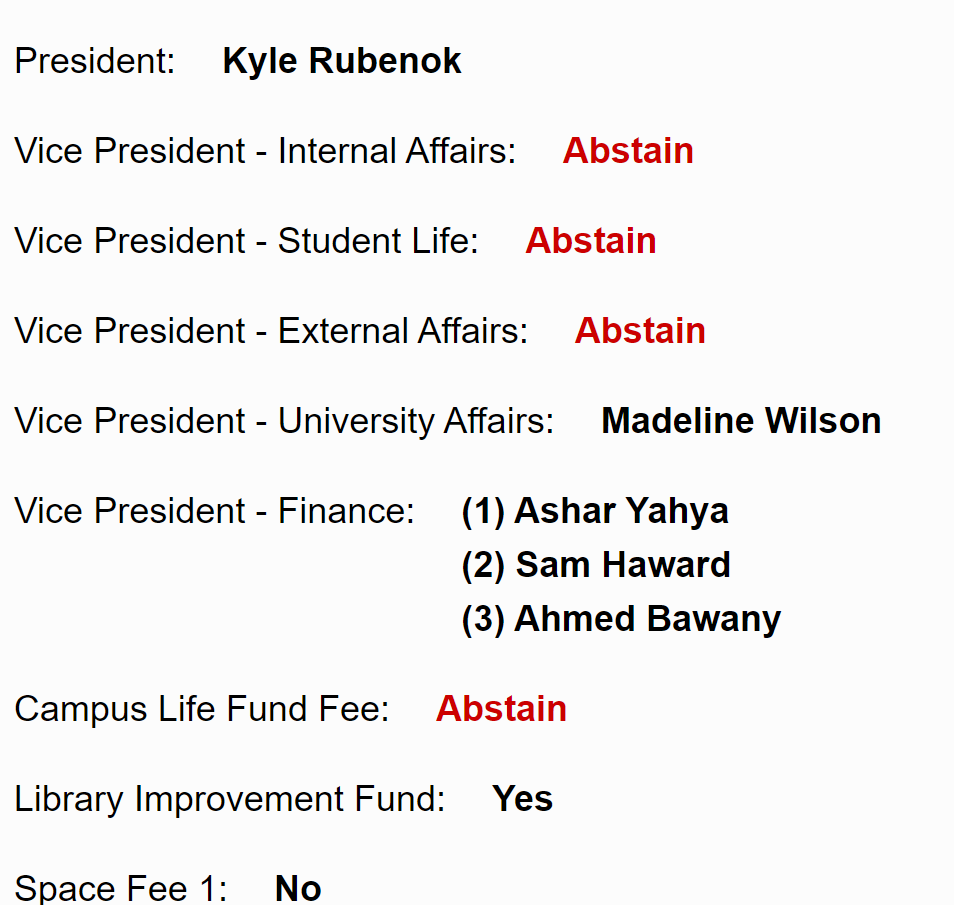 President: Kyle Rubenok
Vice President - Internal Affairs: Abstain
Vice President - Student Life: Abstain
Vice President - External Affairs: Abstain
Vice President - University Affairs: Madeline Wilson
Vice President - Finance: (1) Ashar Yahya
(2) Sam Haward
(3) Ahmed Bawany
Campus Life Fund Fee: Abstain
Library Improvement Fund: Yes
Space Fee 1: No